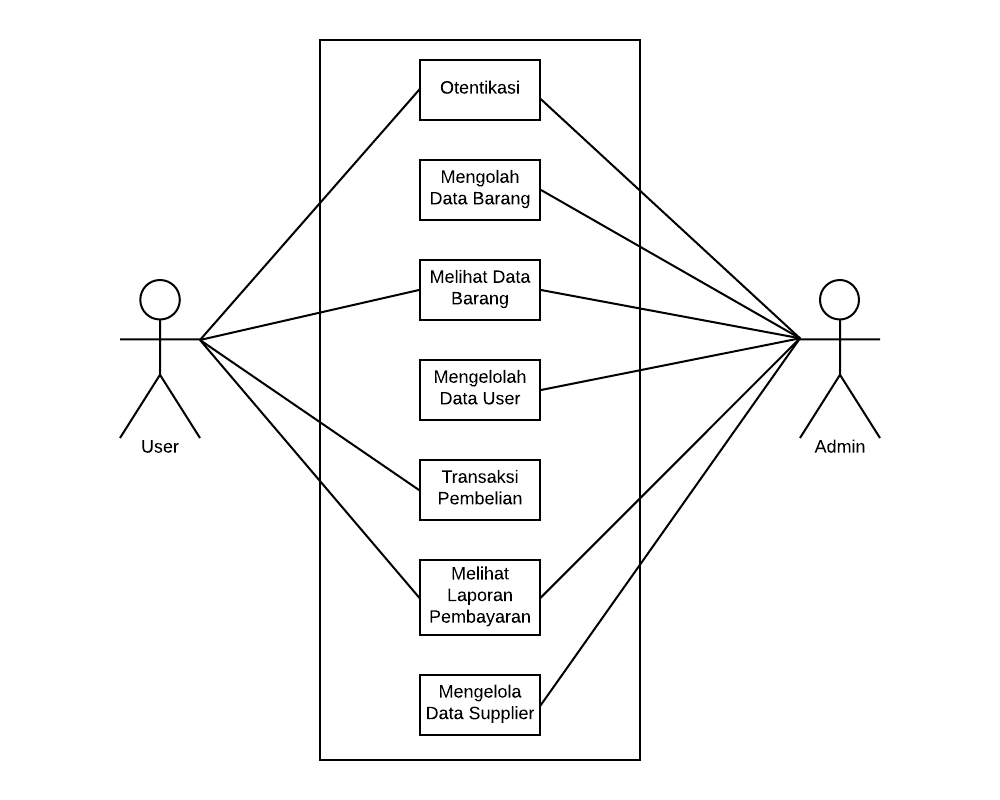 Otentikasi
Mengolah
Data Barang
Melihat Data
Barang
Mengelolah
Data User
User
Admin
Transaksi
Pembelian
Melihat
Laporan
Pembayaran
Mengelola
Data Supplier